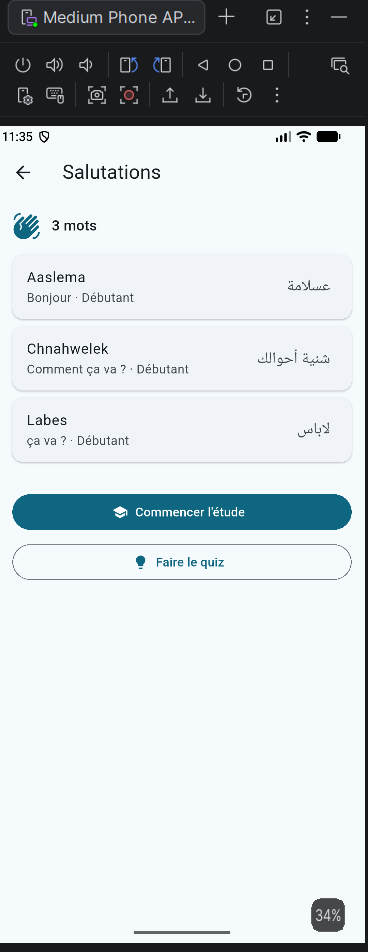 Medium Phone AP...
11:35
Salutations
3 mots
Aaslema
عسلامة
Bonjour · Débutant
Chnahwelek
شنية أحوالك
Comment ça va ? · Débutant
Labes
لاباس
ça va ? · Débutant
Commencer l'étude
Faire le quiz
34%